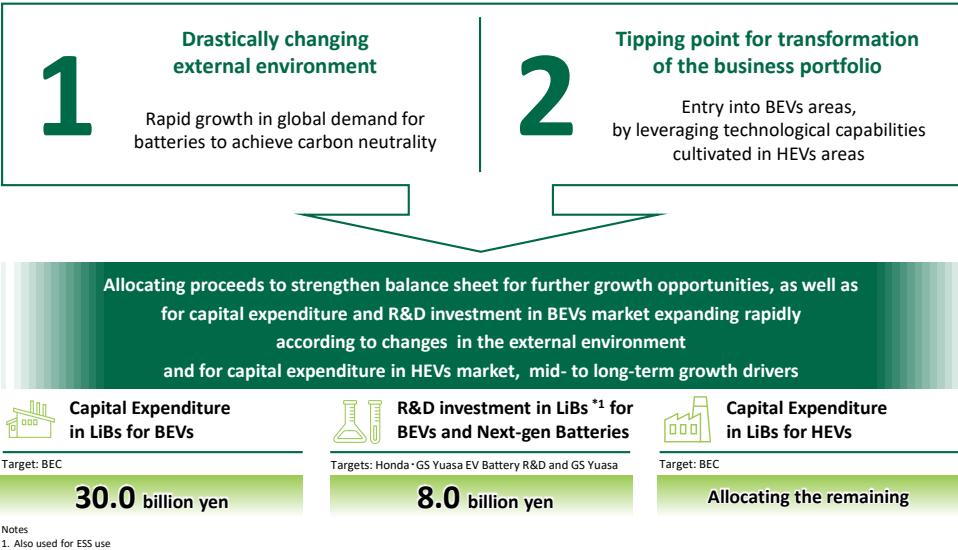 1
Drastically changing
external environment
Rapid growth in global demand for
batteries to achieve carbon neutrality
2
Tipping point for transformation
of the business portfolio
Entry into BEVs areas,
by leveraging technological capabilities
cultivated in HEVs areas
Allocating proceeds to strengthen balance sheet for further growth opportunities, as well as
for capital expenditure and R&D investment in BEVs market expanding rapidly
according to changes in the external environment
and for capital expenditure in HEVs market, mid- to long-term growth drivers
Capital Expenditure
in LiBs for BEVs
Target: BEC
30.0 billion yen
R&D investment in LiBs *1 for
BEVs and Next-gen Batteries
Targets: Honda・GS Yuasa EV Battery R&D and GS Yuasa
8.0 billion yen
Capital Expenditure
in LiBs for HEVs
Target: BEC
Allocating the remaining
Notes
1. Also used for ESS use